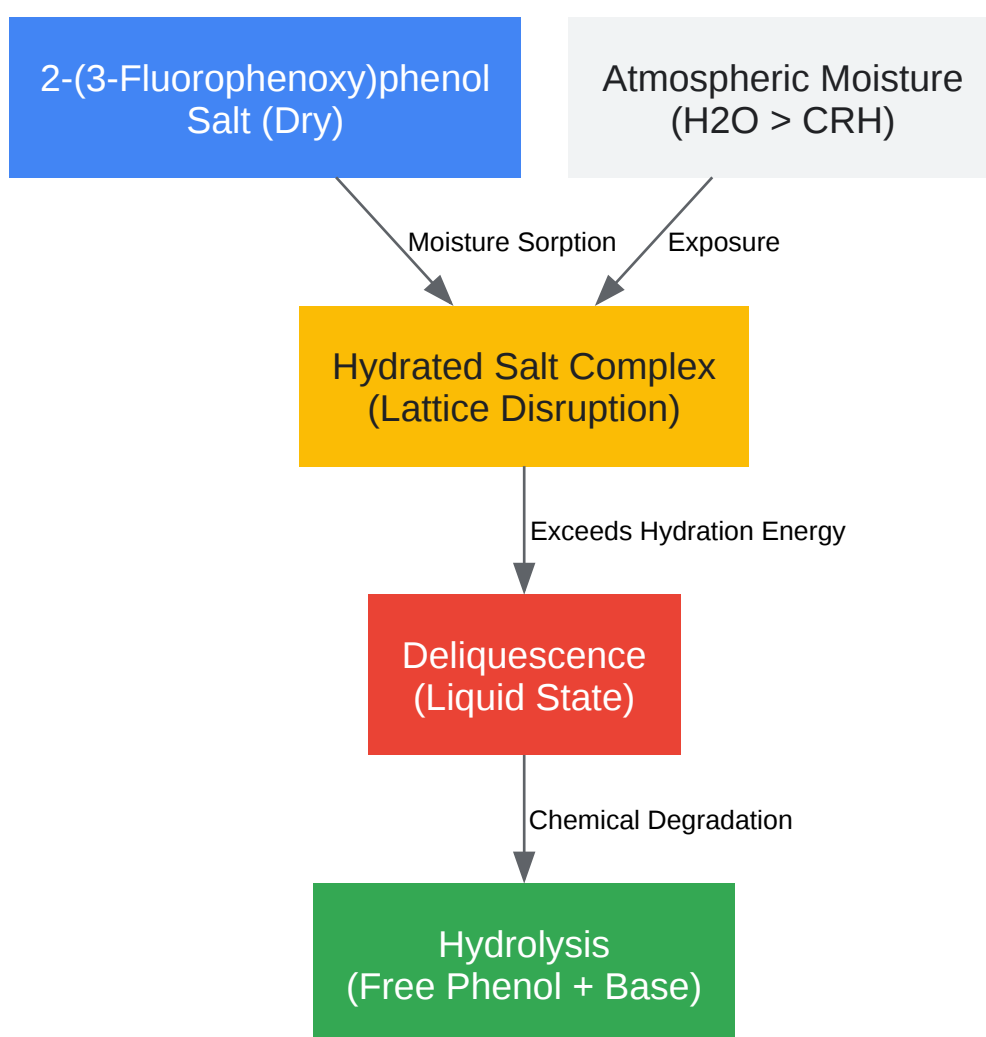 2-(3-Fluorophenoxy)phenol
Salt (Dry)
Atmospheric Moisture
(H2O > CRH)
Moisture Sorption
Exposure
Hydrated Salt Complex
(Lattice Disruption)
Exceeds Hydration Energy
Deliquescence
(Liquid State)
Chemical Degradation
Hydrolysis
(Free Phenol + Base)